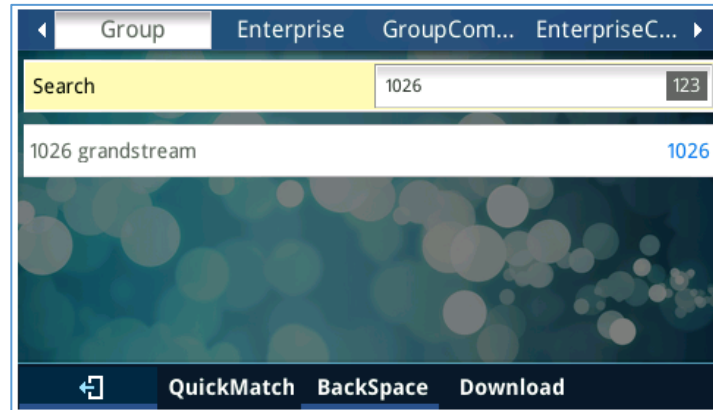 Group Enterprise GroupCom... EnterpriseC...
Search 1026 123
1026 grandstream 1026
QuickMatch BackSpace Download